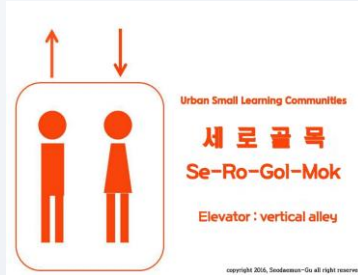 Urban Small Learning Communities
세로골목
Se-Ro-Gol-Mok
Elevator : vertical alley
copyright 2016, Seodaemun-Gu all right reserve